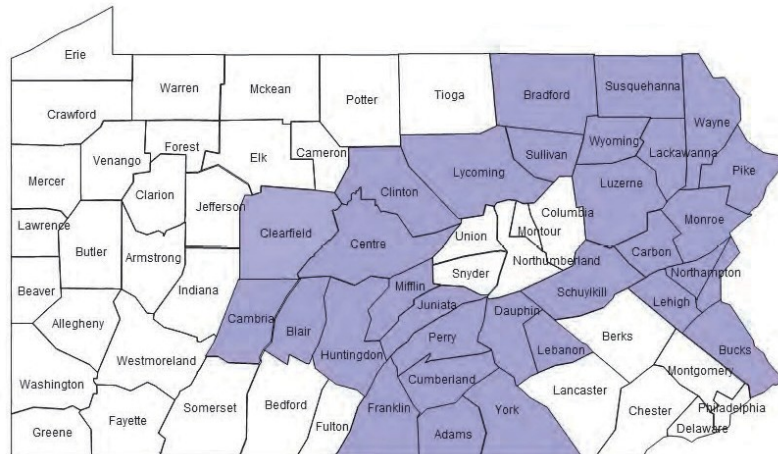 Erie
Warren
Mckean
Potter
Tioga
Bradford
Susquehanna
Wayne
Crawford
Forest
Elk
Cameron
Venango
Wyoming
Lackawanna
Sullivan
Lycoming
Mercer
Clarion
Clinton
Luzerne
Pike
Jefferson
Lawrence
Clearfield
Centre
Union
Montour
Columbia
Monroe
Butler
Armstrong
Snyder
Northumberland
Carbon
Northampton
Beaver
Indiana
Mifflin
Juniata
Schuylkill
Lehigh
Allegheny
Cambria
Blair
Huntingdon
Perry
Dauphin
Lebanon
Berks
Bucks
Westmoreland
Cumberland
Montgomery
Washington
Somerset
Bedford
Fulton
Franklin
Adams
York
Lancaster
Chester
Philadelphia
Delaware
Greene
Fayette